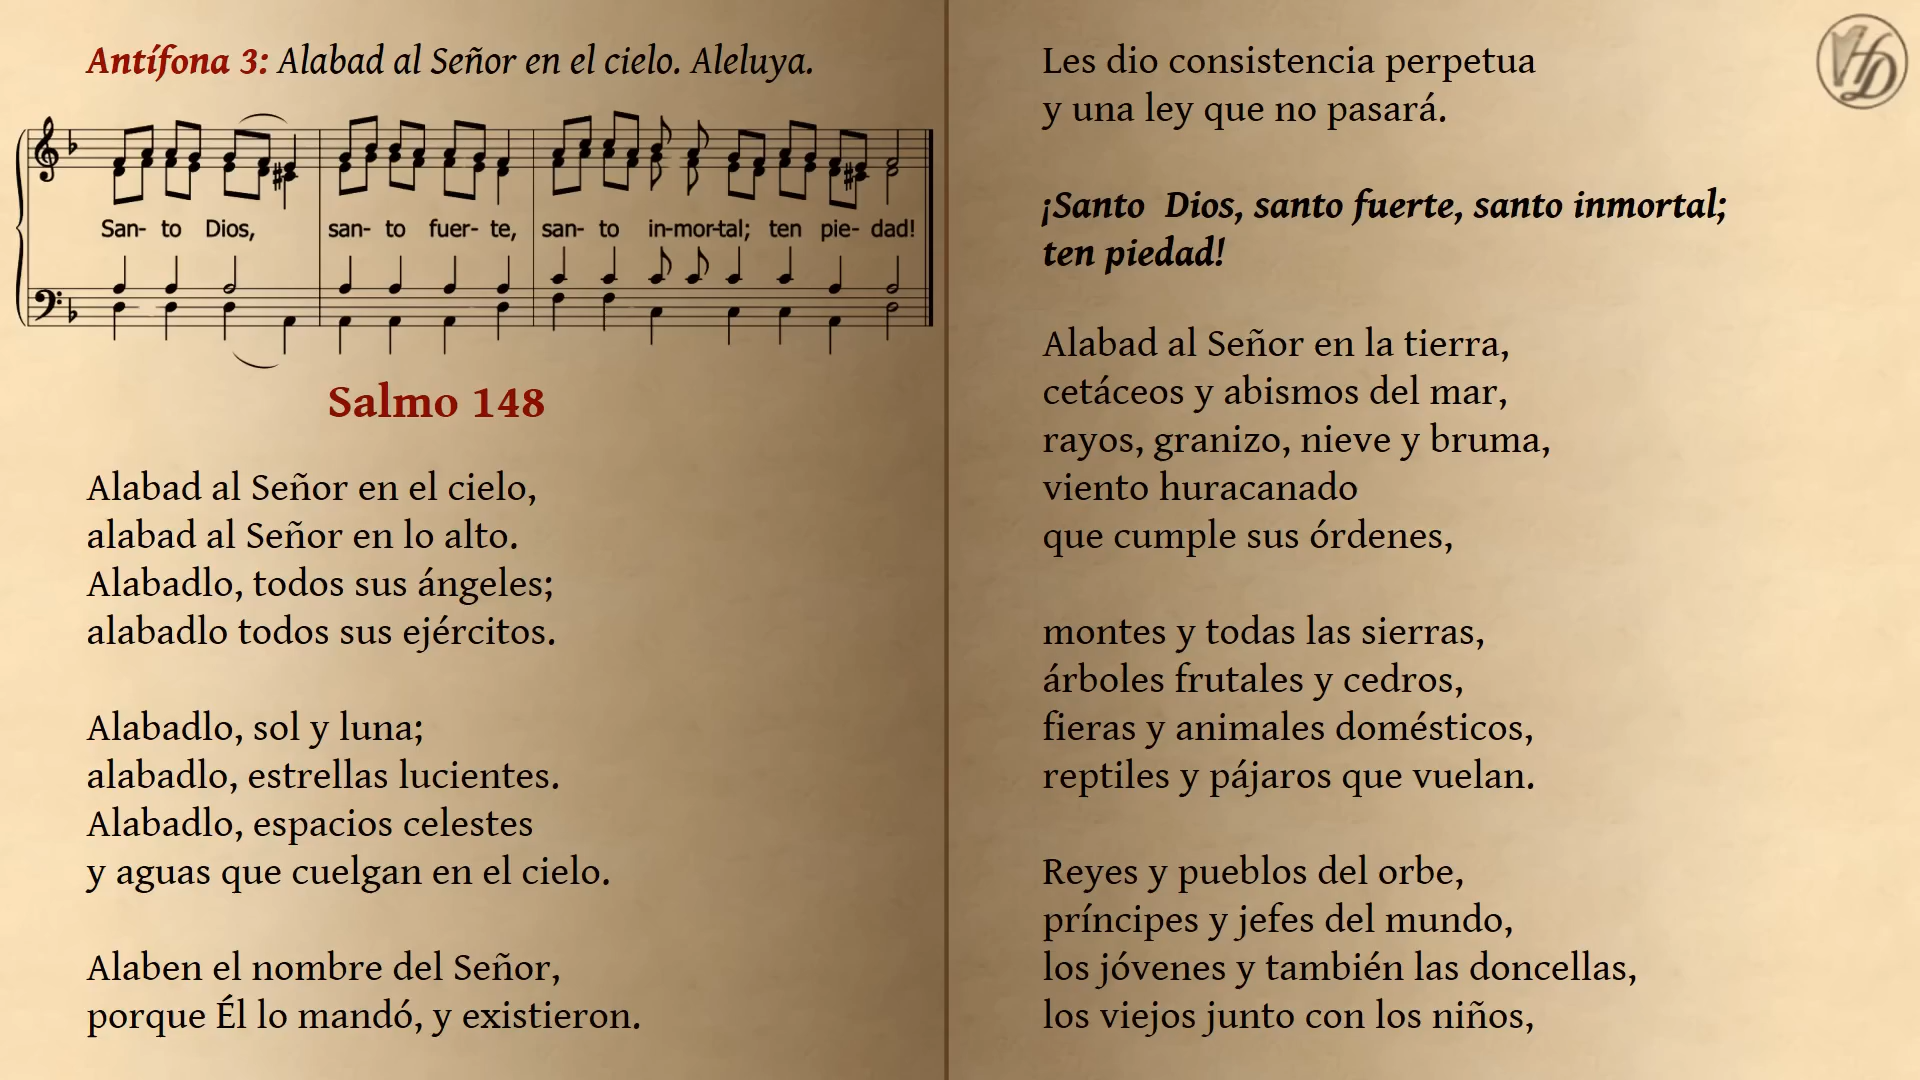 Antífona 3: Alabad al Señor en el cielo. Aleluya.
San- to Dios, san- to fuer- te, san- to in-mor-tal; ten pie- dad!
Salmo 148
Alabad al Señor en el cielo,
alabad al Señor en lo alto.
Alabadlo, todos sus ángeles;
alabadlo todos sus ejércitos.
Alabadlo, sol y luna;
alabadlo, estrellas lucientes.
Alabadlo, espacios celestes
y aguas que cuelgan en el cielo.
Alaben el nombre del Señor,
porque Él lo mandó, y existieron.
Les dio consistencia perpetua
y una ley que no pasará.
¡Santo Dios, santo fuerte, santo inmortal;
ten piedad!
Alabad al Señor en la tierra,
cetáceos y abismos del mar,
rayos, granizo, nieve y bruma,
viento huracanado
que cumple sus órdenes,
montes y todas las sierras,
árboles frutales y cedros,
fieras y animales domésticos,
reptiles y pájaros que vuelan.
Reyes y pueblos del orbe,
príncipes y jefes del mundo,
los jóvenes y también las doncellas,
los viejos junto con los niños,
HD